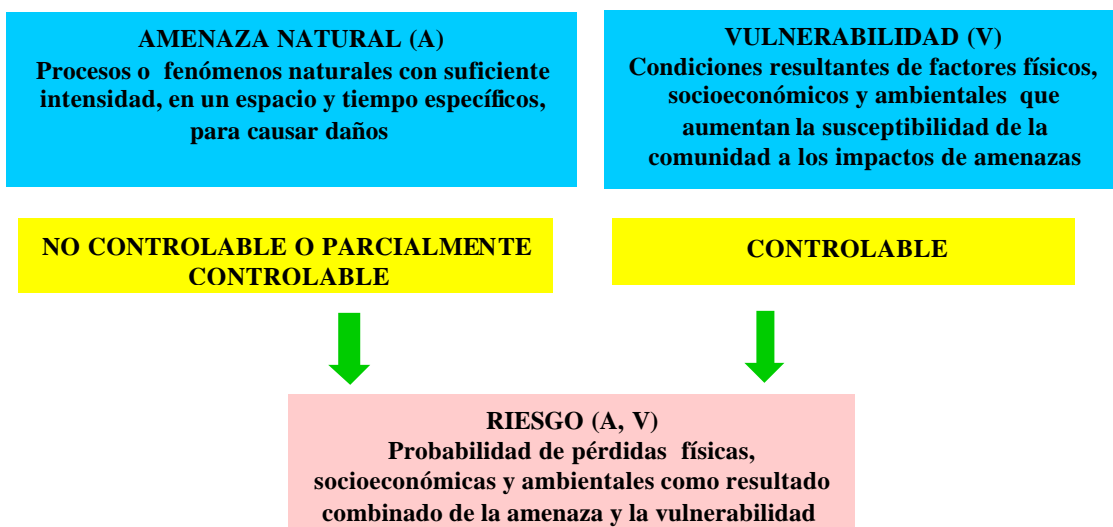 AMENAZA NATURAL (A)
Procesos o fenómenos naturales con suficiente
intensidad, en un espacio y tiempo específicos,
para causar daños
VULNERABILIDAD (V)
Condiciones resultantes de factores físicos,
socioeconómicos y ambientales que
aumentan la susceptibilidad de la
comunidad a los impactos de amenazas
NO CONTROLABLE O PARCIALMENTE
CONTROLABLE
CONTROLABLE
RIESGO (A, V)
Probabilidad de pérdidas físicas,
socioeconómicas y ambientales como resultado
combinado de la amenaza y la vulnerabilidad